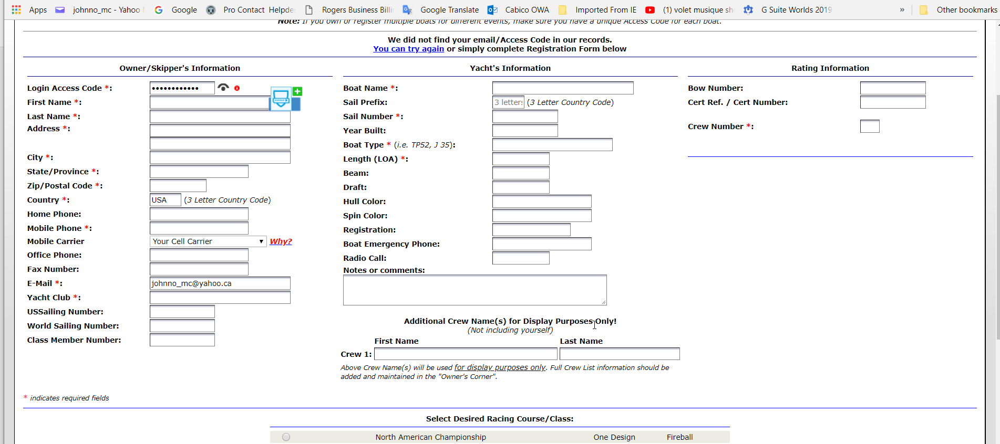 Apps johnno_mc - Yahoo Google Pro Contact Helpde Rogers Business Billi Google Translate Cabico OWA Imported From IE (1) volet musique sh G Suite Worlds 2019 » Other bookmarks
Note: If you own or register multiple boats for different events, make sure you have a unique Access Code for each boat.
We did not find your email/Access Code in our records.
You can try again or simply complete Registration Form below
Owner/Skipper's Information
Login Access Code *: ••••••••••••
First Name *:
Last Name *:
Address *:
City *:
State/Province *:
Zip/Postal Code *:
Country *: USA (3 Letter Country Code)
Home Phone:
Mobile Phone *:
Mobile Carrier Your Cell Carrier Why?
Office Phone:
Fax Number:
E-Mail *: johnno_mc@yahoo.ca
Yacht Club *:
USSailing Number:
World Sailing Number:
Class Member Number:
Yacht's Information
Boat Name *:
Sail Prefix: 3 letters (3 Letter Country Code)
Sail Number *:
Year Built:
Boat Type * (i.e. TP52, J 35):
Length (LOA) *:
Beam:
Draft:
Hull Color:
Spin Color:
Registration:
Boat Emergency Phone:
Radio Call:
Notes or comments:
Additional Crew Name(s) for Display Purposes Only!
(Not including yourself)
First Name Last Name
Crew 1:
Above Crew Name(s) will be used for display purposes only. Full Crew List information should be
added and maintained in the "Owner's Corner".
Rating Information
Bow Number:
Cert Ref. / Cert Number:
Crew Number *:
* indicates required fields
Select Desired Racing Course/Class:
North American Championship One Design Fireball